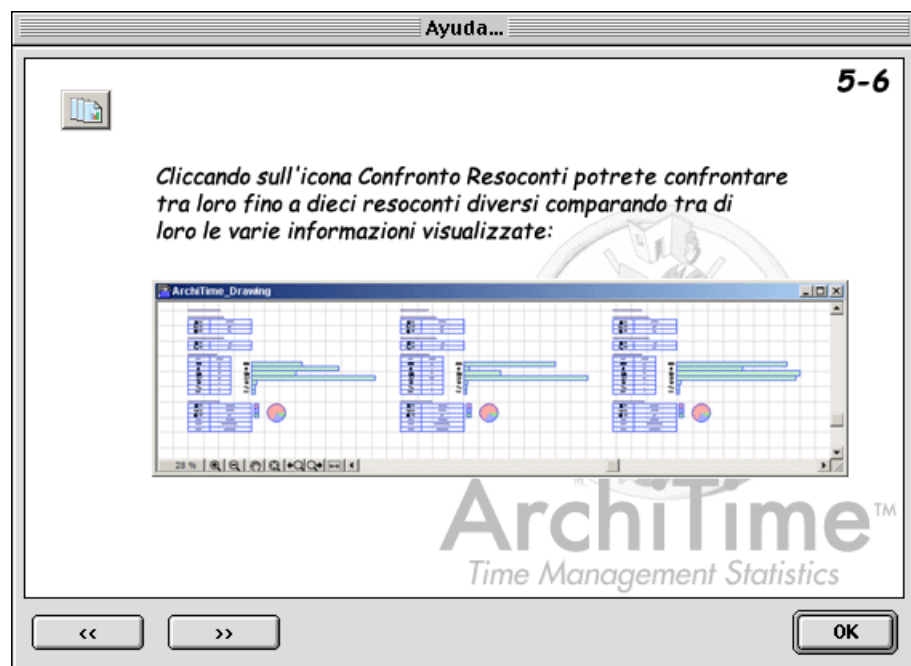 Ayuda...
5-6
Cliccando sull'icona Confronto Resoconti potrete confrontare
tra loro fino a dieci resoconti diversi comparando tra di
loro le varie informazioni visualizzate:
ArchiTime_Drawing
28 %
ArchiTime™
Time Management Statistics
<< >> OK